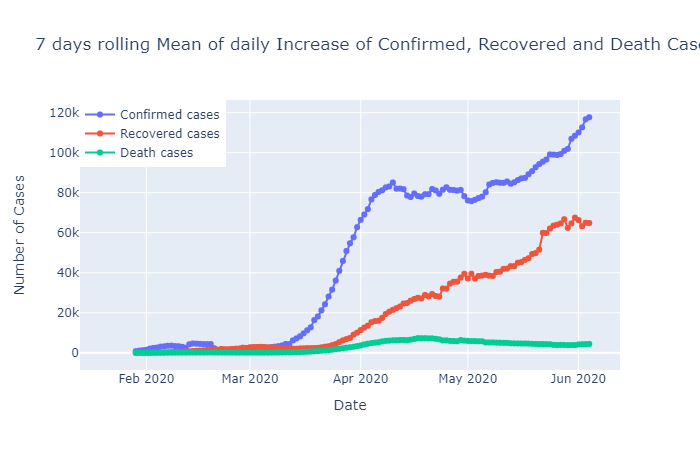 7 days rolling Mean of daily Increase of Confirmed, Recovered and Death Cas
Confirmed cases
Recovered cases
Death cases
120k
100k
80k
60k
40k
20k
0
Number of Cases
Feb 2020
Mar 2020
Apr 2020
May 2020
Jun 2020
Date